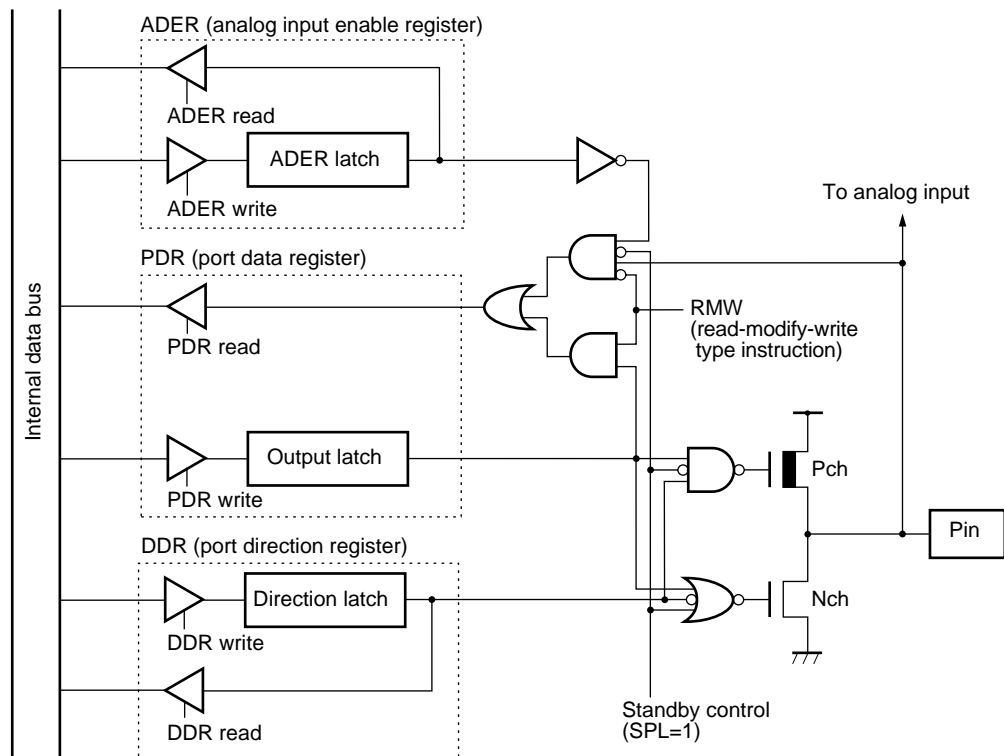 ADER (analog input enable register)
ADER read
ADER latch
ADER write
To analog input
PDR (port data register)
Internal data bus
RMW
(read-modify-write
type instruction)
PDR read
Output latch
PDR write
Pch
Pin
DDR (port direction register)
Direction latch
Nch
DDR write
DDR read
Standby control
(SPL=1)